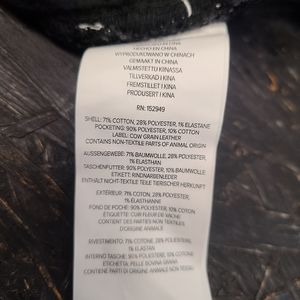 HECHO EN CHINA
WYPRODUKOWANO W CHINACH
GEMAAKT IN CHINA
VALMISTETTU KIINASSA
TILLVERKAD I KINA
FREMSTILLET I KINA
PRODUSERT I KINA
RN: 152949
SHELL: 71% COTTON, 28% POLYESTER, 1% ELASTANE
POCKETING: 90% POLYESTER, 10% COTTON
LABEL: COW GRAIN LEATHER
CONTAINS NON-TEXTILE PARTS OF ANIMAL ORIGIN
AUSSENGEWEBE: 71% BAUMWOLLE, 28% POLYESTER,
1% ELASTHAN
TASCHENFUTTER: 90% POLYESTER, 10% BAUMWOLLE
ETIKETT: RINDNARBENLEDER
ENTHÄLT NICHT-TEXTILE TEILE TIERISCHER HERKUNFT
EXTÉRIEUR: 71% COTON, 28% POLYESTER,
1% ÉLASTHANNE
FOND DE POCHE: 90% POLYESTER, 10% COTON
ÉTIQUETTE: CUIR FLEUR DE VACHE
CONTIENT DES PARTIES NON TEXTILES
D'ORIGINE ANIMALE
RIVESTIMENTO: 71% COTONE, 28% POLIESTERE,
1% ELASTAN
INTERNO TASCHE: 90% POLIESTERE, 10% COTONE
ETICHETTA: PELLE BOVINA GRANA
CONTIENE PARTI DI ORIGINE ANIMALE NON TESSILI